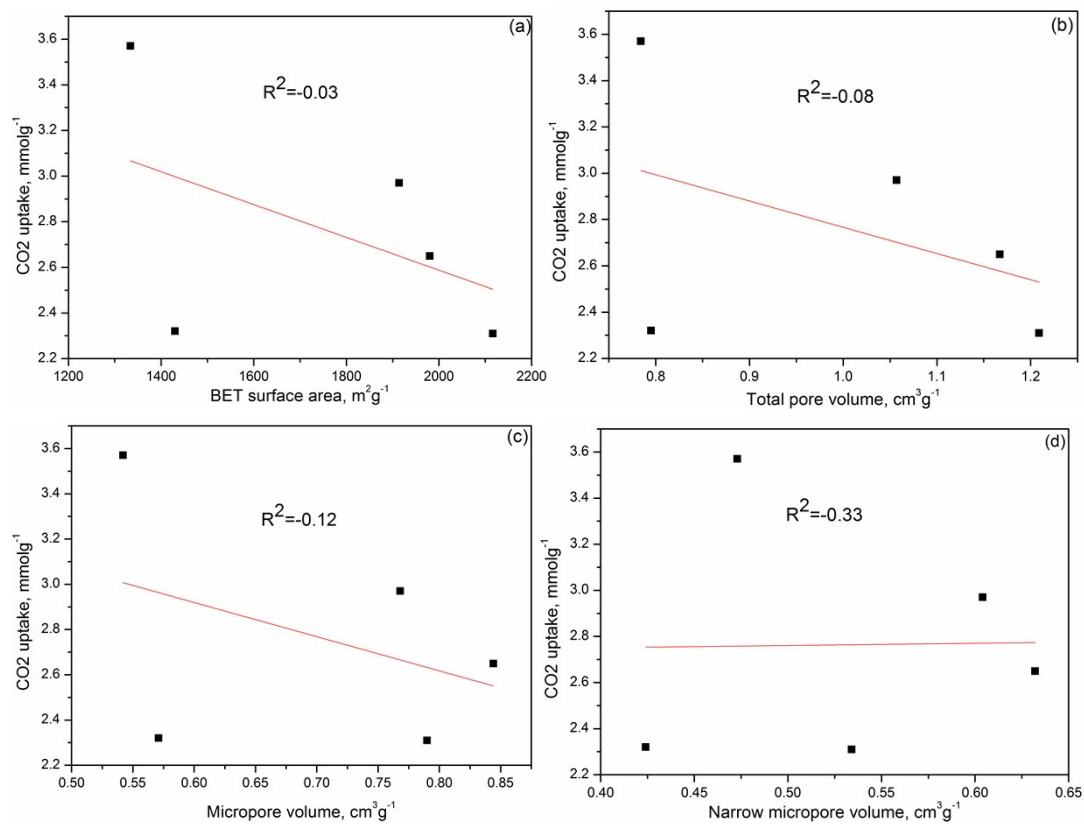 (a)
R²=-0.03
CO2 uptake, mmolg⁻¹
3.6
3.4
3.2
3.0
2.8
2.6
2.4
2.2
1200 1400 1600 1800 2000 2200
BET surface area, m²g⁻¹
(b)
R²=-0.08
CO2 uptake, mmolg⁻¹
3.6
3.4
3.2
3.0
2.8
2.6
2.4
2.2
0.8 0.9 1.0 1.1 1.2
Total pore volume, cm³g⁻¹
(c)
R²=-0.12
CO2 uptake, mmolg⁻¹
3.6
3.4
3.2
3.0
2.8
2.6
2.4
2.2
0.50 0.55 0.60 0.65 0.70 0.75 0.80 0.85
Micropore volume, cm³g⁻¹
(d)
R²=-0.33
CO2 uptake, mmolg⁻¹
3.6
3.4
3.2
3.0
2.8
2.6
2.4
2.2
0.40 0.45 0.50 0.55 0.60 0.65
Narrow micropore volume, cm³g⁻¹